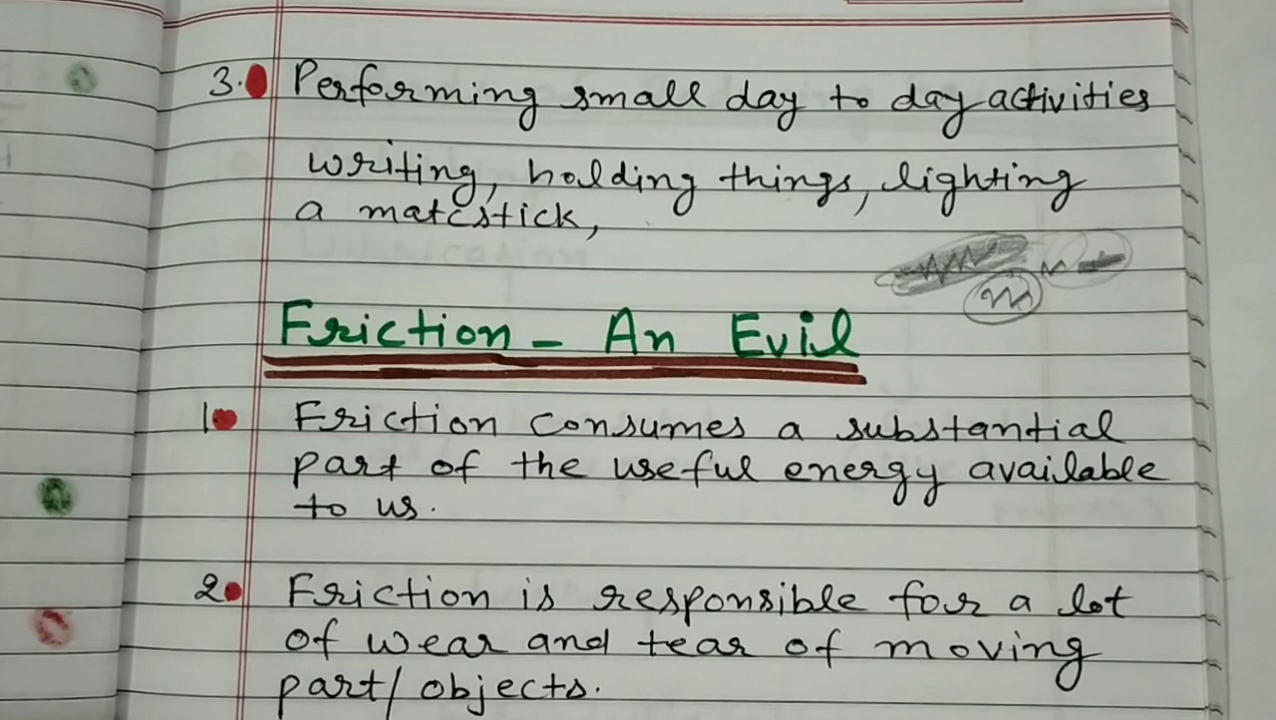 3. Performing small day to day activities
writing, holding things, lighting
a matcstick,
Friction - An Evil
1. Friction consumes a substantial
part of the useful energy available
to us.
2. Friction is responsible for a lot
of wear and tear of moving
part/objects.